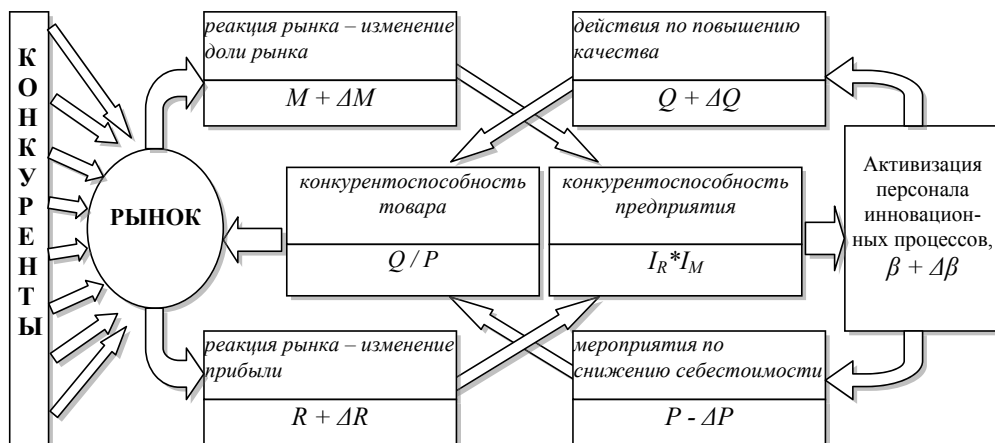 КОНКУРЕНТЫ
реакция рынка – изменение
доли рынка
M + ΔM
действия по повышению
качества
Q + ΔQ
РЫНОК
конкурентоспособность
товара
Q / P
конкурентоспособность
предприятия
I_R*I_M
Активизация
персонала
инновацион-
ных процессов,
β + Δβ
реакция рынка – изменение
прибыли
R + ΔR
мероприятия по
снижению себестоимости
P - ΔP